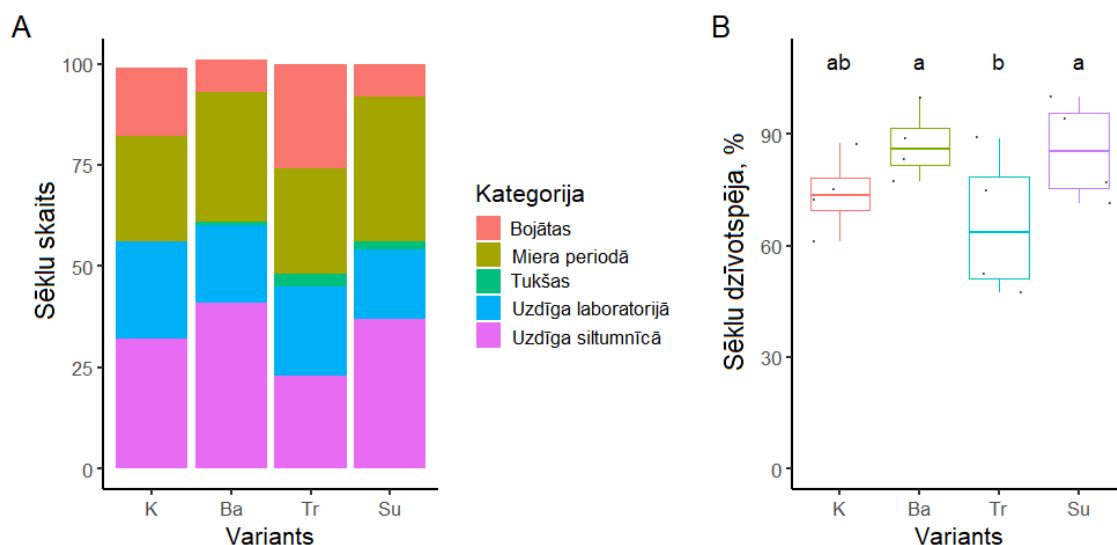 A
Sēklu skaits
100
75
50
25
0
K Ba Tr Su
Variants
Kategorija
Bojātas
Miera periodā
Tukšas
Uzdīga laboratorijā
Uzdīga siltumnīcā
B
Sēklu dzīvotspēja, %
ab a b a
90
60
30
0
K Ba Tr Su
Variants